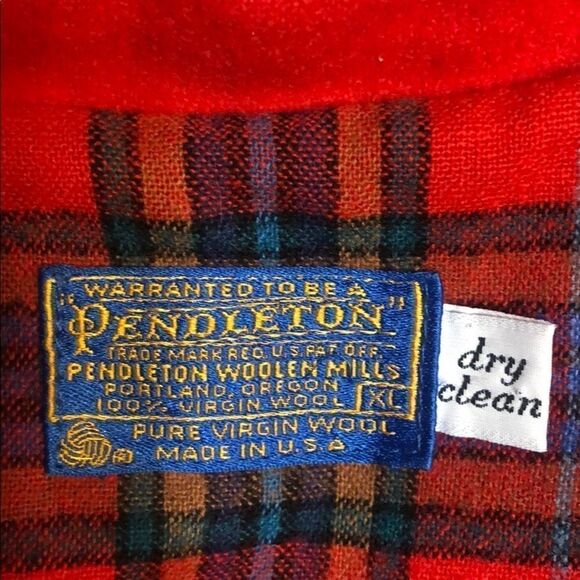 WARRANTED TO BE A
"PENDLETON"
TRADE MARK REG. U.S. PAT. OFF.
PENDLETON WOOLEN MILLS
PORTLAND, OREGON
100% VIRGIN WOOL XL
PURE VIRGIN WOOL
® MADE IN U.S.A
dry
clean